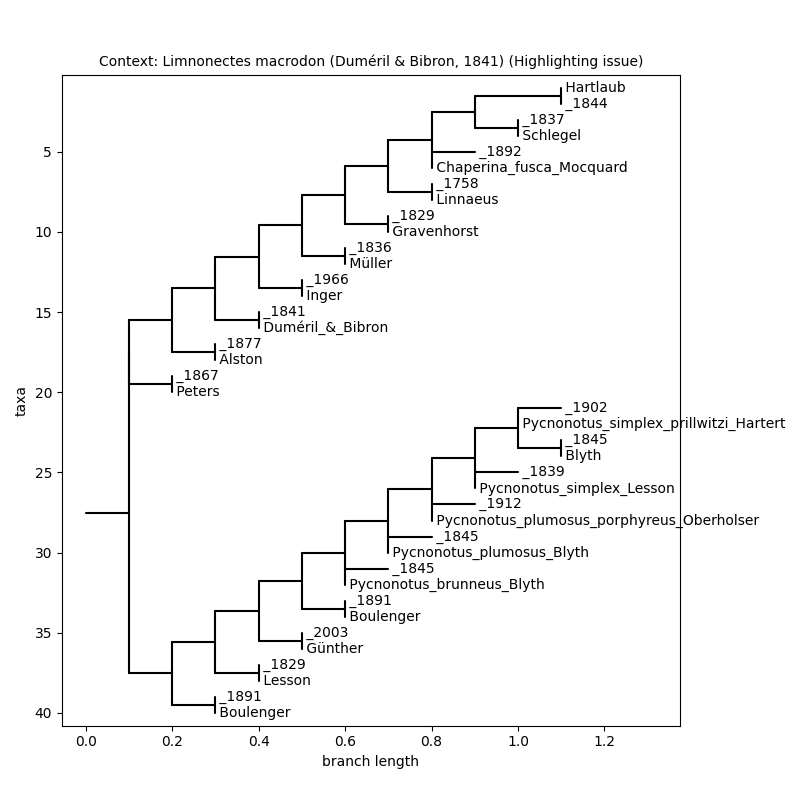 Context: Limnonectes macrodon (Duméril & Bibron, 1841) (Highlighting issue)
Hartlaub
_1844
_1837
Schlegel
_1892
Chaperina_fusca_Mocquard
_1758
Linnaeus
_1829
Gravenhorst
_1836
Müller
_1966
Inger
_1841
Duméril_&_Bibron
_1877
Alston
_1867
Peters
_1902
Pycnonotus_simplex_prillwitzi_Hartert
_1845
Blyth
_1839
Pycnonotus_simplex_Lesson
_1912
Pycnonotus_plumosus_porphyreus_Oberholser
_1845
Pycnonotus_plumosus_Blyth
_1845
Pycnonotus_brunneus_Blyth
_1891
Boulenger
_2003
Günther
_1829
Lesson
_1891
Boulenger
5
10
15
20
25
30
35
40
taxa
0.0 0.2 0.4 0.6 0.8 1.0 1.2
branch length